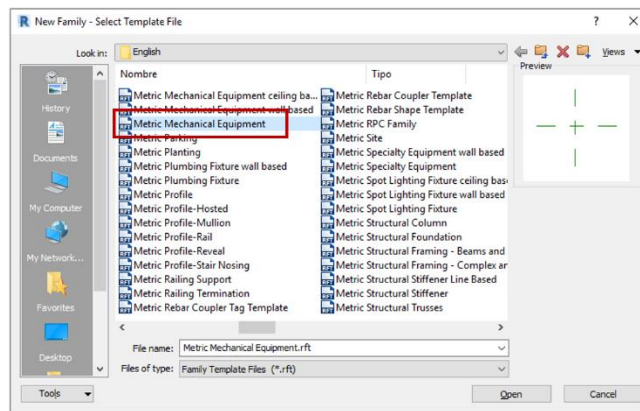 New Family - Select Template File
Look in: English
Views
Preview
Nombre Tipo
History
Documents
My Computer
My Network...
Favorites
Desktop
Metric Mechanical Equipment ceiling ba... Metric Rebar Coupler Template
Metric Mechanical Equipment wall based Metric Rebar Shape Template
Metric Mechanical Equipment Metric RPC Family
Metric Parking Metric Site
Metric Planting Metric Specialty Equipment wall based
Metric Plumbing Fixture wall based Metric Specialty Equipment
Metric Plumbing Fixture Metric Spot Lighting Fixture ceiling base
Metric Profile Metric Spot Lighting Fixture wall based
Metric Profile-Hosted Metric Spot Lighting Fixture
Metric Profile-Mullion Metric Structural Column
Metric Profile-Rail Metric Structural Foundation
Metric Profile-Reveal Metric Structural Framing - Beams and
Metric Profile-Stair Nosing Metric Structural Framing - Complex ar
Metric Railing Support Metric Structural Stiffener Line Based
Metric Railing Termination Metric Structural Stiffener
Metric Rebar Coupler Tag Template Metric Structural Trusses
File name: Metric Mechanical Equipment.rft
Files of type: Family Template Files (*.rft)
Tools Open Cancel